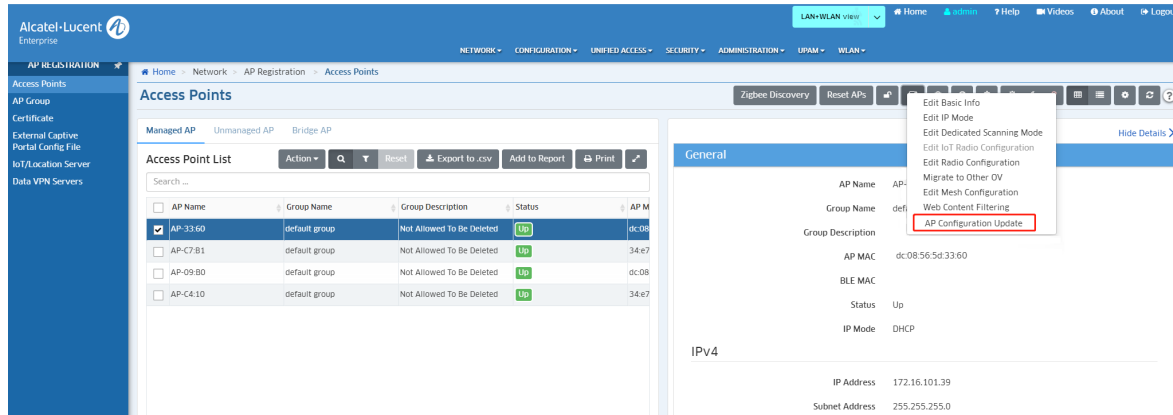 LAN+WLAN view
Home admin ? Help Videos About Logou
Alcatel·Lucent
Enterprise
NETWORK CONFIGURATION UNIFIED ACCESS SECURITY ADMINISTRATION UPAM WLAN
AP REGISTRATION
Home > Network > AP Registration > Access Points
Access Points
AP Group
Certificate
External Captive
Portal Config File
IoT/Location Server
Data VPN Servers
Access Points
Zigbee Discovery Reset APs
Edit Basic Info
Edit IP Mode
Edit Dedicated Scanning Mode
Edit IoT Radio Configuration
Edit Radio Configuration
Migrate to Other OV
Edit Mesh Configuration
Web Content Filtering
AP Configuration Update
Hide Details
Managed AP Unmanaged AP Bridge AP
Access Point List
Action Reset Export to .csv Add to Report Print
Search ...
AP Name Group Name Group Description Status AP M
AP-33:60 default group Not Allowed To Be Deleted Up dc:08
AP-C7:B1 default group Not Allowed To Be Deleted Up 34:e7
AP-09:B0 default group Not Allowed To Be Deleted Up dc:08
AP-C4:10 default group Not Allowed To Be Deleted Up 34:e7
General
AP Name AP-
Group Name defa
Group Description
AP MAC dc:08:56:5d:33:60
BLE MAC
Status Up
IP Mode DHCP
IPv4
IP Address 172.16.101.39
Subnet Address 255.255.255.0